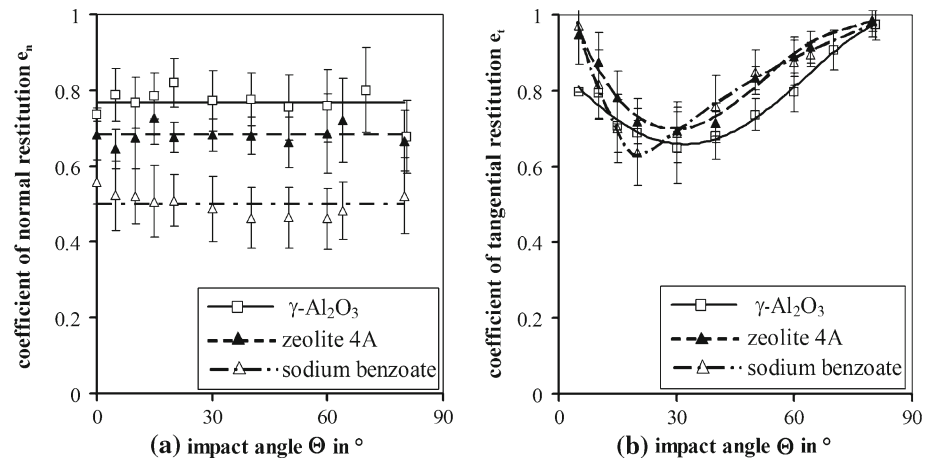 coefficient of normal restitution eₙ
1
0.8
0.6
0.4
0.2
0
0
30
60
90
γ-Al₂O₃
zeolite 4A
sodium benzoate
(a) impact angle Θ in °
coefficient of tangential restitution eₜ
1
0.8
0.6
0.4
0.2
0
0
30
60
90
γ-Al₂O₃
zeolite 4A
sodium benzoate
(b) impact angle Θ in °